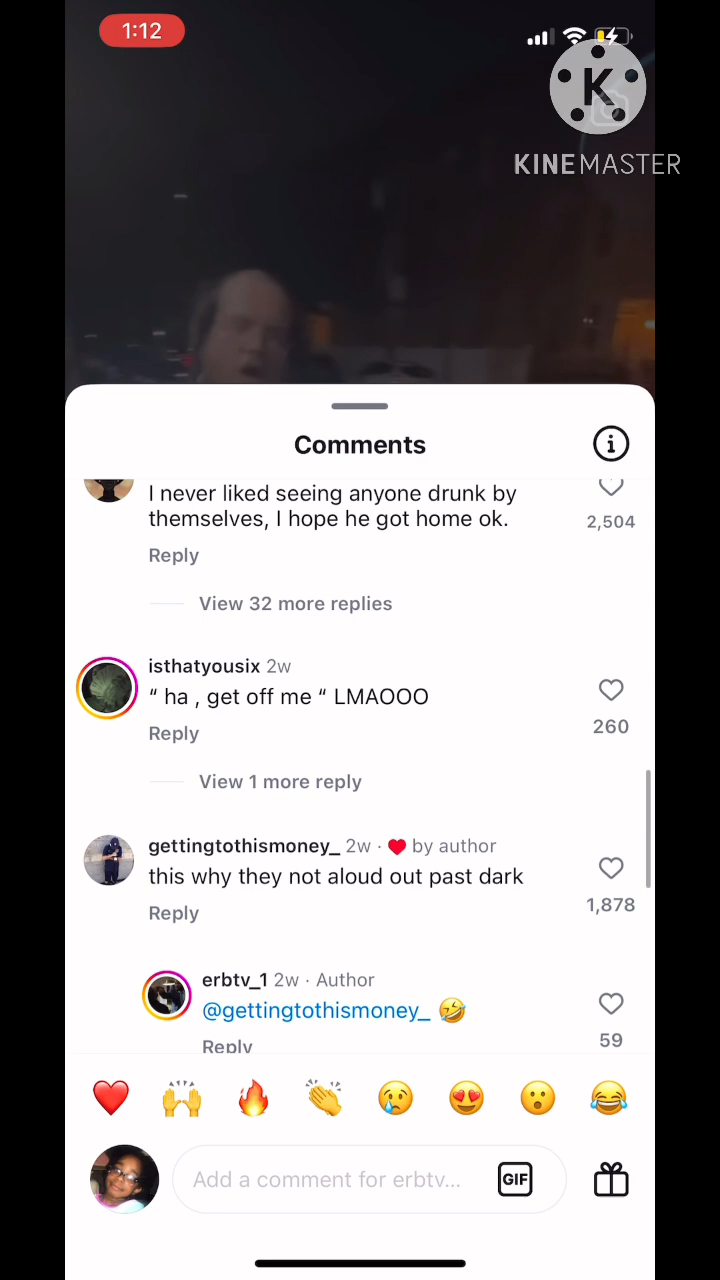 1:12
K
KINEMASTER
Comments
I never liked seeing anyone drunk by
themselves, I hope he got home ok.
2,504
Reply
View 32 more replies
isthatyousix 2w
“ ha , get off me “ LMAOOO
260
Reply
View 1 more reply
gettingtothismoney_ 2w · ❤️ by author
this why they not aloud out past dark
1,878
Reply
erbtv_1 2w · Author
@gettingtothismoney_ 🤣
59
Reply
Add a comment for erbtv...
GIF